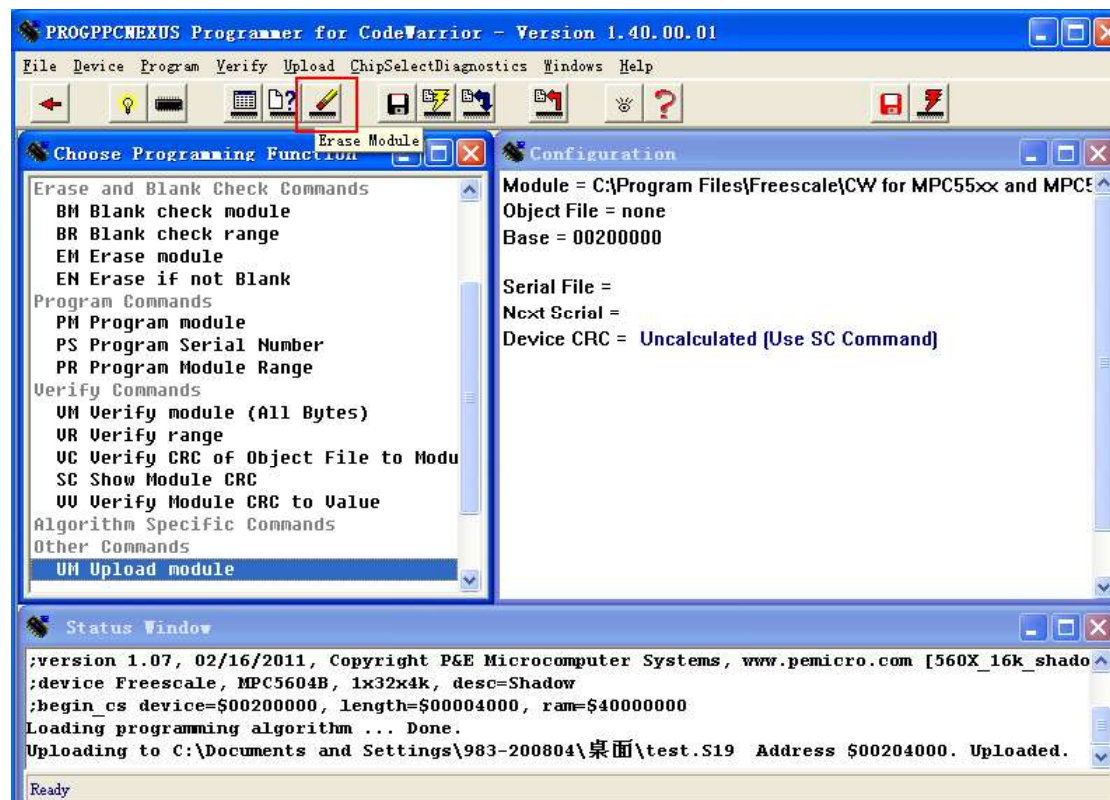 PROGPPCNEXUS Programmer for CodeWarrior - Version 1.40.00.01
File Device Program Verify Upload ChipSelectDiagnostics Windows Help
Erase Module
Choose Programming Function
Erase and Blank Check Commands
BM Blank check module
BR Blank check range
EM Erase module
EN Erase if not Blank
Program Commands
PM Program module
PS Program Serial Number
PR Program Module Range
Verify Commands
VM Verify module (All Bytes)
VR Verify range
VC Verify CRC of Object File to Modu
SC Show Module CRC
VV Verify Module CRC to Value
Algorithm Specific Commands
Other Commands
UM Upload module
Configuration
Module = C:\Program Files\Freescale\CW for MPC55xx and MPC5
Object File = none
Base = 00200000
Serial File =
Next Serial =
Device CRC = Uncalculated (Use SC Command)
Status Window
;version 1.07, 02/16/2011, Copyright P&E Microcomputer Systems, www.pemicro.com [560X_16k_shado
;device Freescale, MPC5604B, 1x32x4k, desc=Shadow
;begin_cs device=$00200000, length=$00004000, ram=$40000000
Loading programming algorithm ... Done.
Uploading to C:\Documents and Settings\983-200804\桌面\test.S19 Address $00204000. Uploaded.
Ready